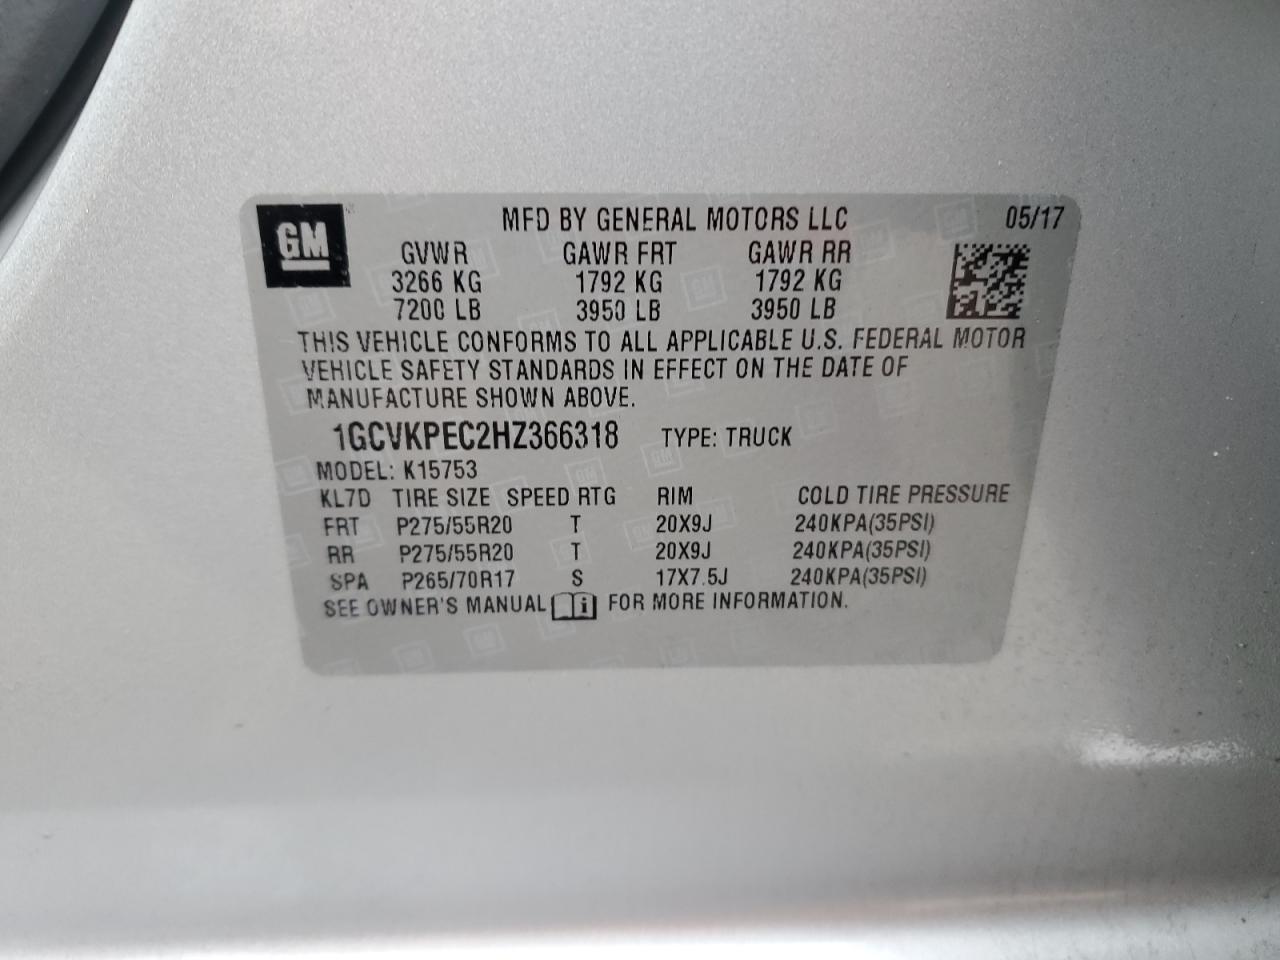 GM
MFD BY GENERAL MOTORS LLC 05/17
GVWR GAWR FRT GAWR RR
3266 KG 1792 KG 1792 KG
7200 LB 3950 LB 3950 LB
THIS VEHICLE CONFORMS TO ALL APPLICABLE U.S. FEDERAL MOTOR
VEHICLE SAFETY STANDARDS IN EFFECT ON THE DATE OF
MANUFACTURE SHOWN ABOVE.
1GCVKPEC2HZ366318 TYPE: TRUCK
MODEL: K15753
KL7D TIRE SIZE SPEED RTG RIM COLD TIRE PRESSURE
FRT P275/55R20 T 20X9J 240KPA(35PSI)
RR P275/55R20 T 20X9J 240KPA(35PSI)
SPA P265/70R17 S 17X7.5J 240KPA(35PSI)
SEE OWNER'S MANUAL i FOR MORE INFORMATION.